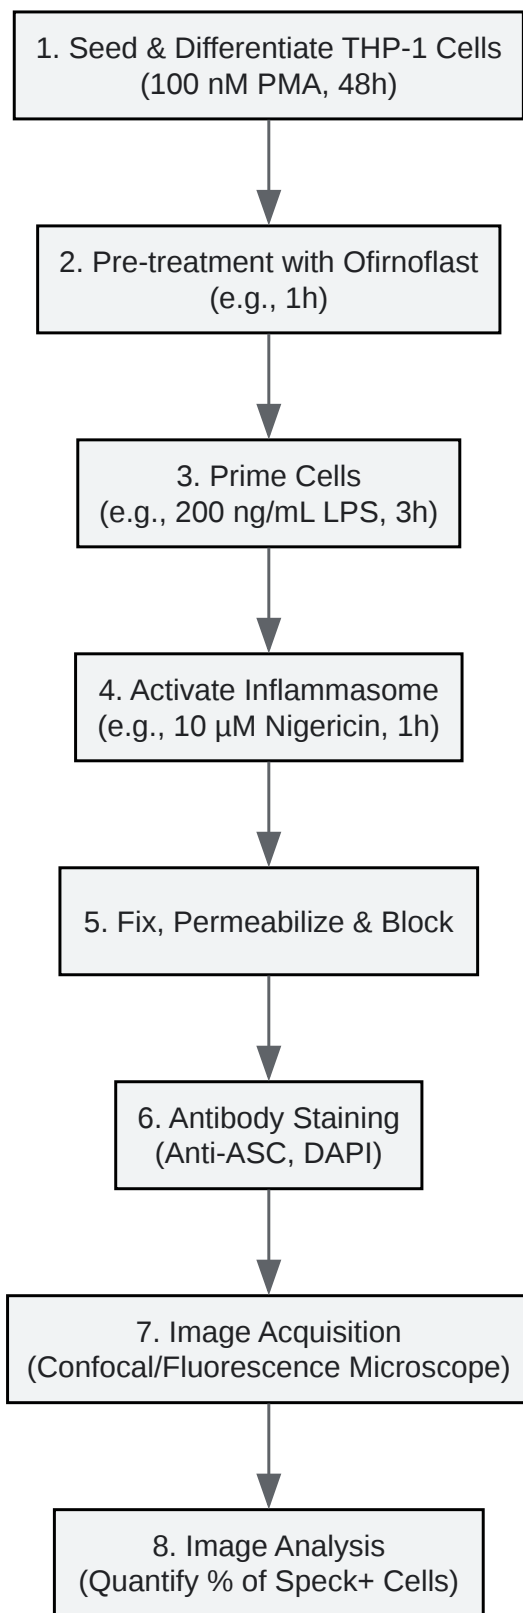 1. Seed & Differentiate THP-1 Cells
(100 nM PMA, 48h)
2. Pre-treatment with Ofirnoflast
(e.g., 1h)
3. Prime Cells
(e.g., 200 ng/mL LPS, 3h)
4. Activate Inflammasome
(e.g., 10 µM Nigericin, 1h)
5. Fix, Permeabilize & Block
6. Antibody Staining
(Anti-ASC, DAPI)
7. Image Acquisition
(Confocal/Fluorescence Microscope)
8. Image Analysis
(Quantify % of Speck+ Cells)